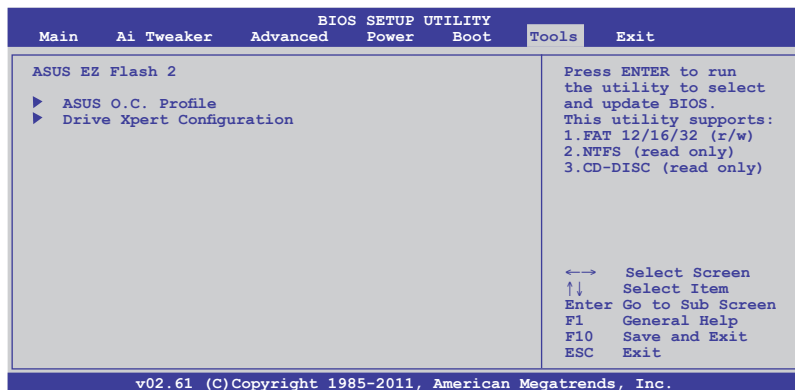 BIOS SETUP UTILITY
Main Ai Tweaker Advanced Power Boot Tools Exit
ASUS EZ Flash 2
ASUS O.C. Profile
Drive Xpert Configuration
Press ENTER to run
the utility to select
and update BIOS.
This utility supports:
1.FAT 12/16/32 (r/w)
2.NTFS (read only)
3.CD-DISC (read only)
←→ Select Screen
↑↓ Select Item
Enter Go to Sub Screen
F1 General Help
F10 Save and Exit
ESC Exit
v02.61 (C)Copyright 1985-2011, American Megatrends, Inc.